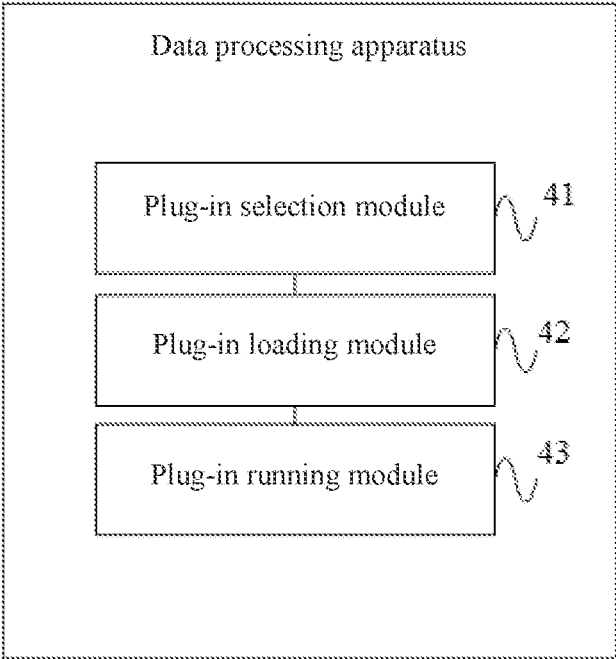 Data processing apparatus
Plug-in selection module
41
Plug-in loading module
42
Plug-in running module
43